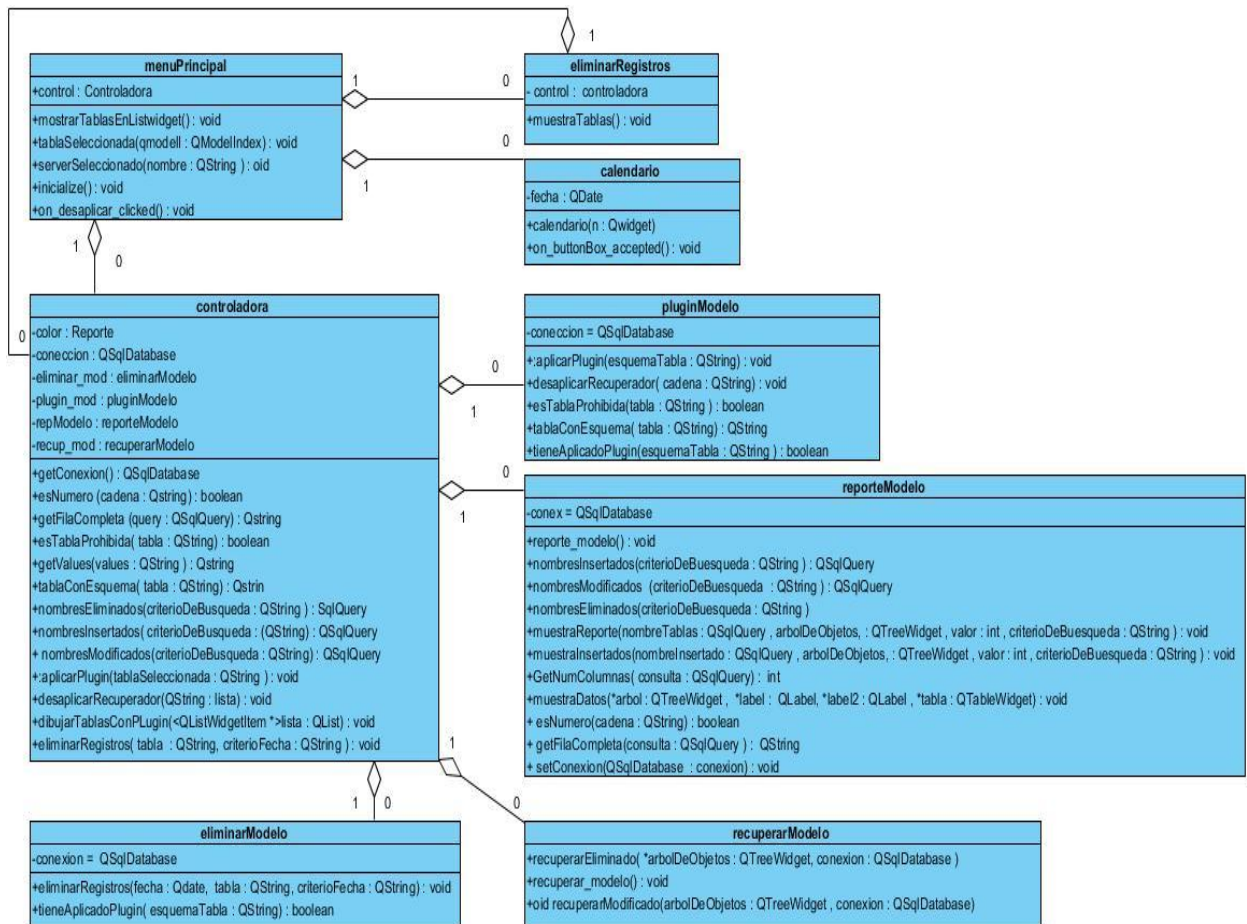 menuPrincipal
+control : Controladora
+mostrarTablasEnListwidget() : void
+tablaSeleccionada(qmodell : QModelIndex) : void
+serverSeleccionado(nombre : QString ) : oid
+inicialize() : void
+on_desaplicar_clicked() : void
1
0
1
0
1
eliminarRegistros
- control : controladora
+muestraTablas() : void
calendario
-fecha : QDate
+calendario(n : Qwidget)
+on_buttonBox_accepted() : void
1
0
0
controladora
-color : Reporte
-coneccion : QSqlDatabase
-eliminar_mod : eliminarModelo
-plugin_mod : pluginModelo
-repModelo : reporteModelo
-recup_mod : recuperarModelo
+getConexion() : QSqlDatabase
+esNumero (cadena : Qstring) : boolean
+getFilaCompleta (query : QSqlQuery) : Qstring
+esTablaProhibida( tabla : QString) : boolean
+getValues(values : QString ) : Qstring
+tablaConEsquema( tabla : QString) : Qstrin
+nombresEliminados(criterioDeBusqueda : QString ) : SqlQuery
+nombresInsertados( criterioDeBusqueda : (QString) : QSqlQuery
+ nombresModificados(criterioDeBusqueda : QString) : QSqlQuery
+:aplicarPlugin(tablaSeleccionada : QString ) : void
+desaplicarRecuperador(QString : lista) : void
+dibujarTablasConPLugin(<QListWidgetItem *>lista : QList) : void
+eliminarRegistros( tabla : QString, criterioFecha : QString ) : void
0
1
pluginModelo
-coneccion = QSqlDatabase
+:aplicarPlugin(esquemaTabla : QString) : void
+desaplicarRecuperador( cadena : QString) : void
+esTablaProhibida(tabla : QString ) : boolean
+tablaConEsquema( tabla : QString) : QString
+tieneAplicadoPlugin(esquemaTabla : QString ) : boolean
0
1
reporteModelo
-conex = QSqlDatabase
+reporte_modelo() : void
+nombresInsertados(criterioDeBuesqueda : QString ) : QSqlQuery
+nombresModificados (criterioDeBuesqueda : QString ) : QSqlQuery
+nombresEliminados(criterioDeBuesqueda : QString )
+muestraReporte(nombreTablas : QSqlQuery , arbolDeObjetos, : QTreeWidget , valor : int , criterioDeBuesqueda : QString ) : void
+muestraInsertados(nombreInsertado : QSqlQuery , arbolDeObjetos, : QTreeWidget , valor : int , criterioDeBuesqueda : QString ) : void
+GetNumColumnas( consulta : QSqlQuery) : int
+muestraDatos(*arbol : QTreeWidget , *label : QLabel, *label2 : QLabel , *tabla : QTableWidget) : void
+ esNumero(cadena : QString) : boolean
+ getFilaCompleta(consulta : QSqlQuery ) : QString
+ setConexion(QSqlDatabase : conexion) : void
1
0
1
0
eliminarModelo
-conexion = QSqlDatabase
+eliminarRegistros(fecha : Qdate, tabla : QString, criterioFecha : QString) : void
+tieneAplicadoPlugin( esquemaTabla : QString) : boolean
recuperarModelo
+recuperarEliminado( *arbolDeObjetos : QTreeWidget, conexion : QSqlDatabase )
+recuperar_modelo() : void
+oid recuperarModificado(arbolDeObjetos : QTreeWidget , conexion : QSqlDatabase)